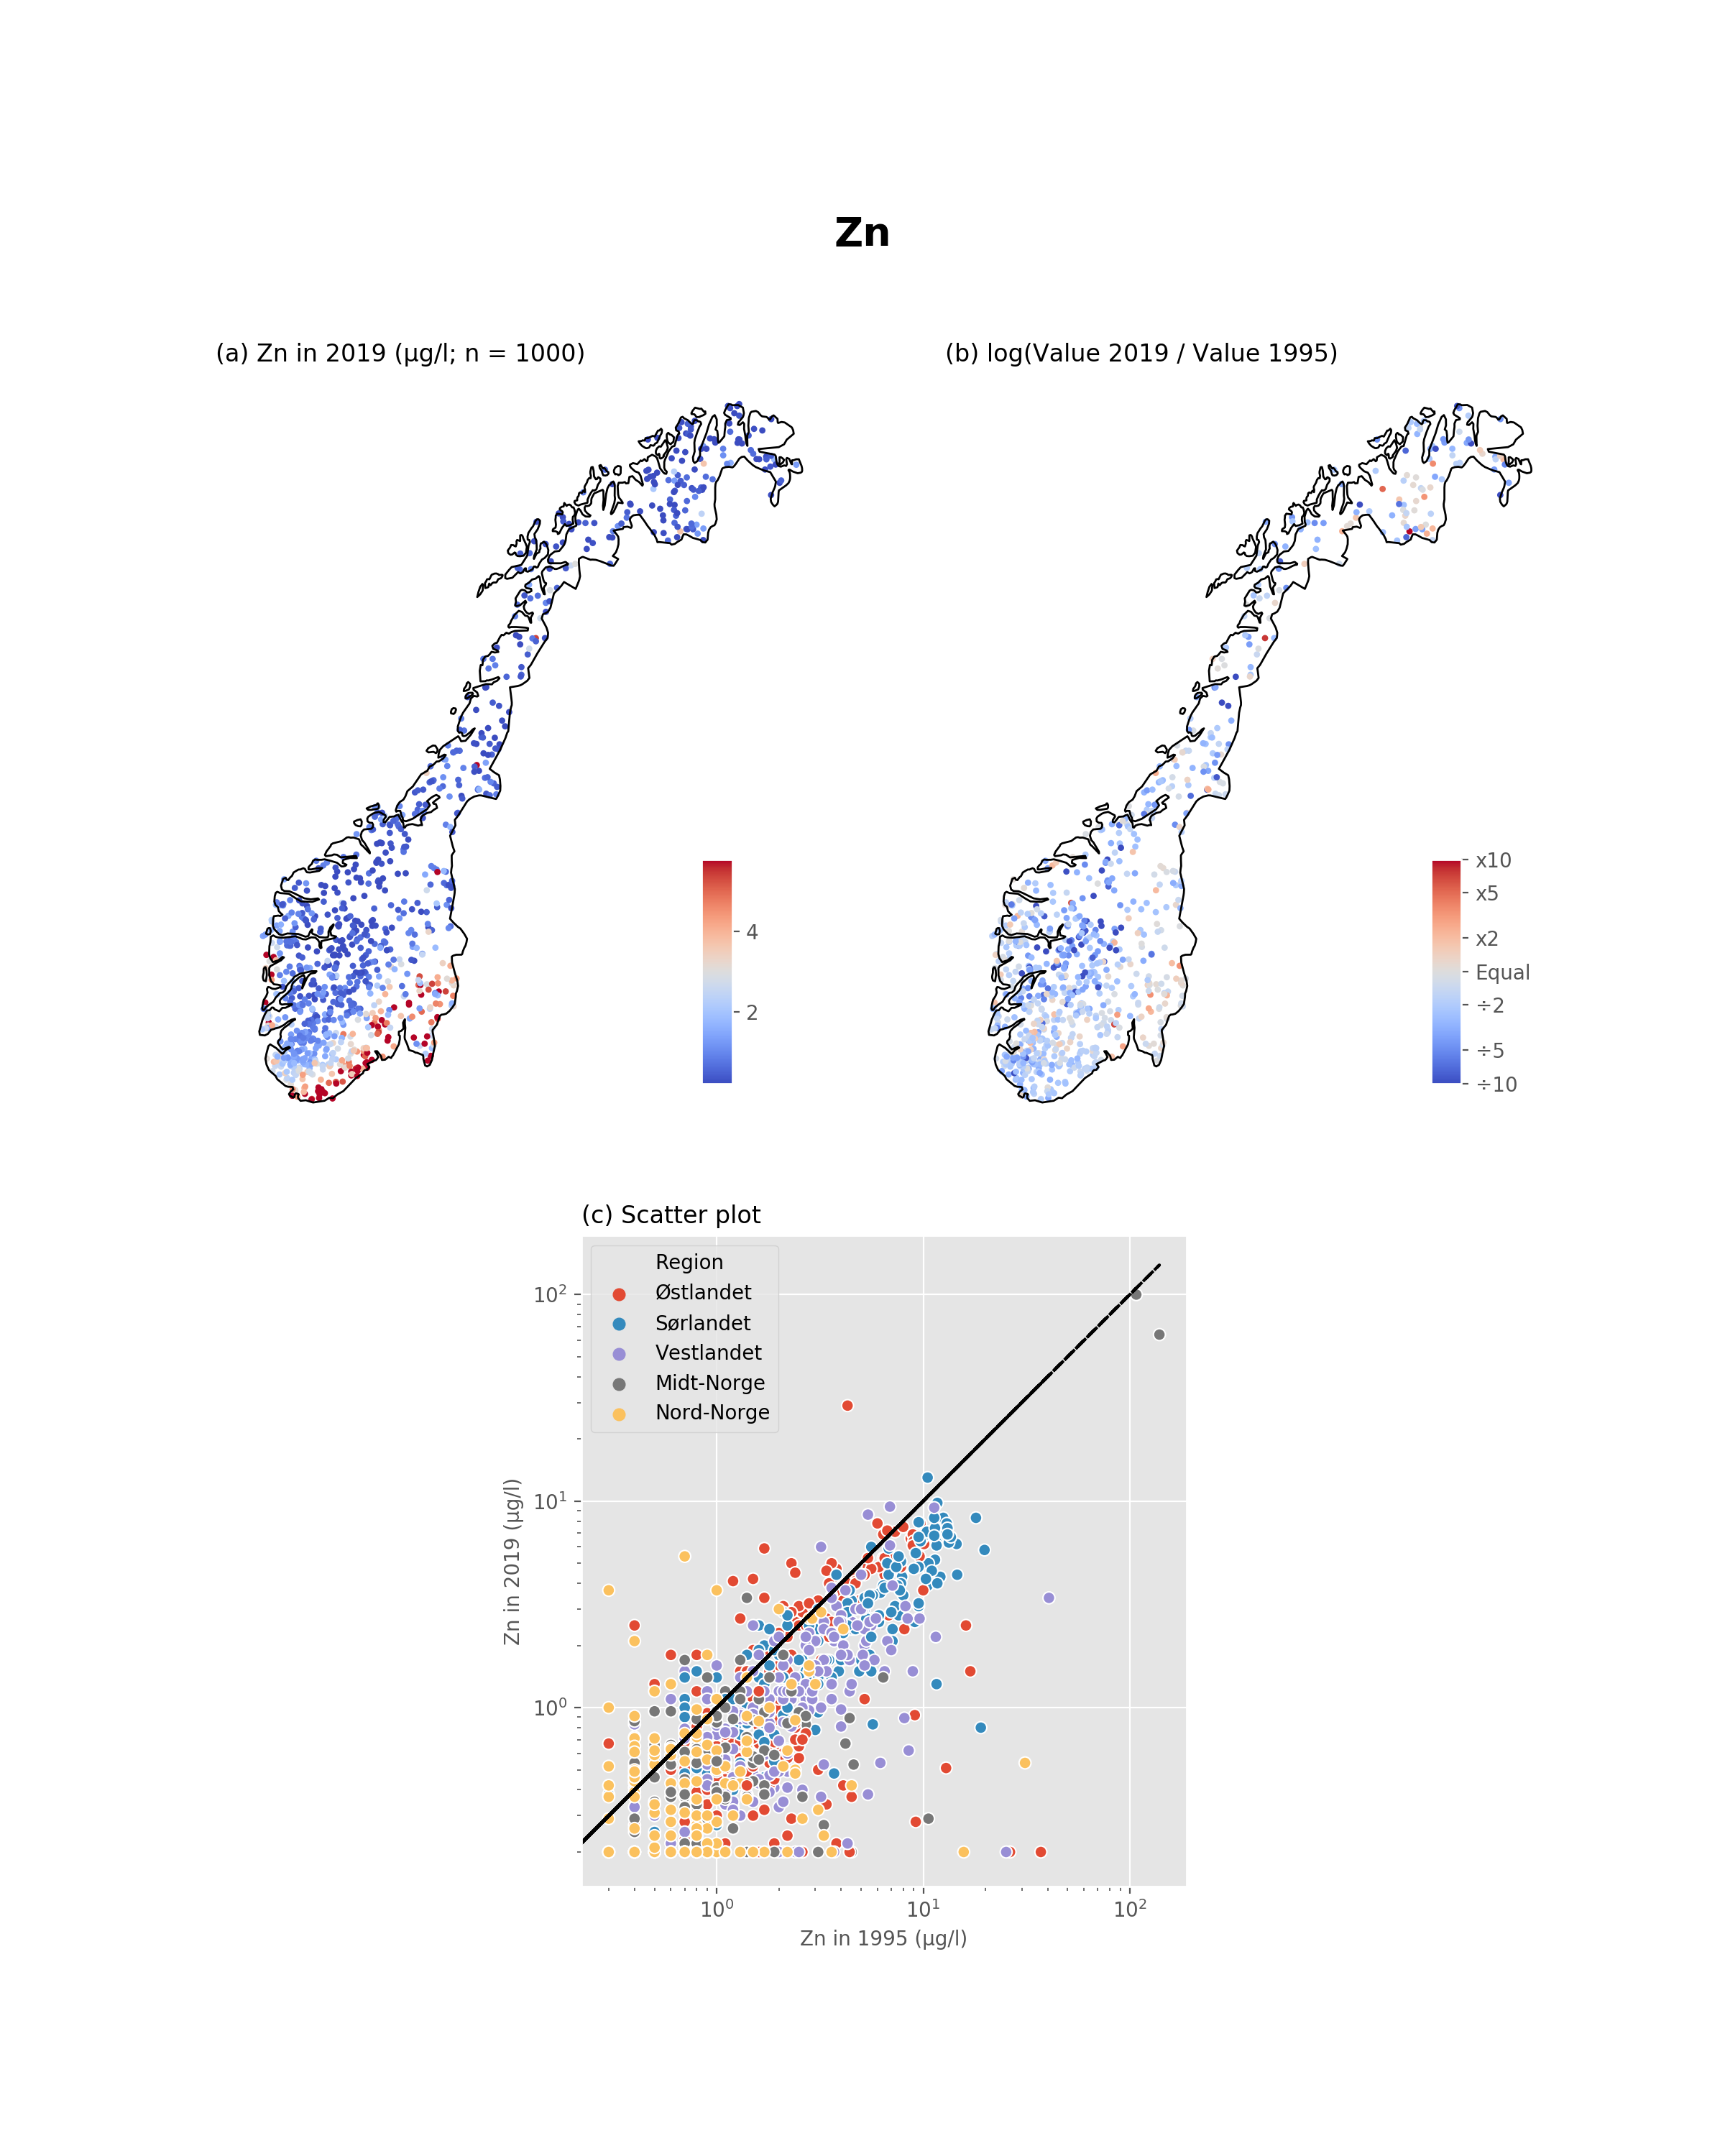 Zn
(a) Zn in 2019 (µg/l; n = 1000)
4
2
(b) log(Value 2019 / Value 1995)
x10
x5
x2
Equal
÷2
÷5
÷10
(c) Scatter plot
Region
Østlandet
Sørlandet
Vestlandet
Midt-Norge
Nord-Norge
Zn in 2019 (µg/l)
10²
10¹
10⁰
10⁰
10¹
10²
Zn in 1995 (µg/l)